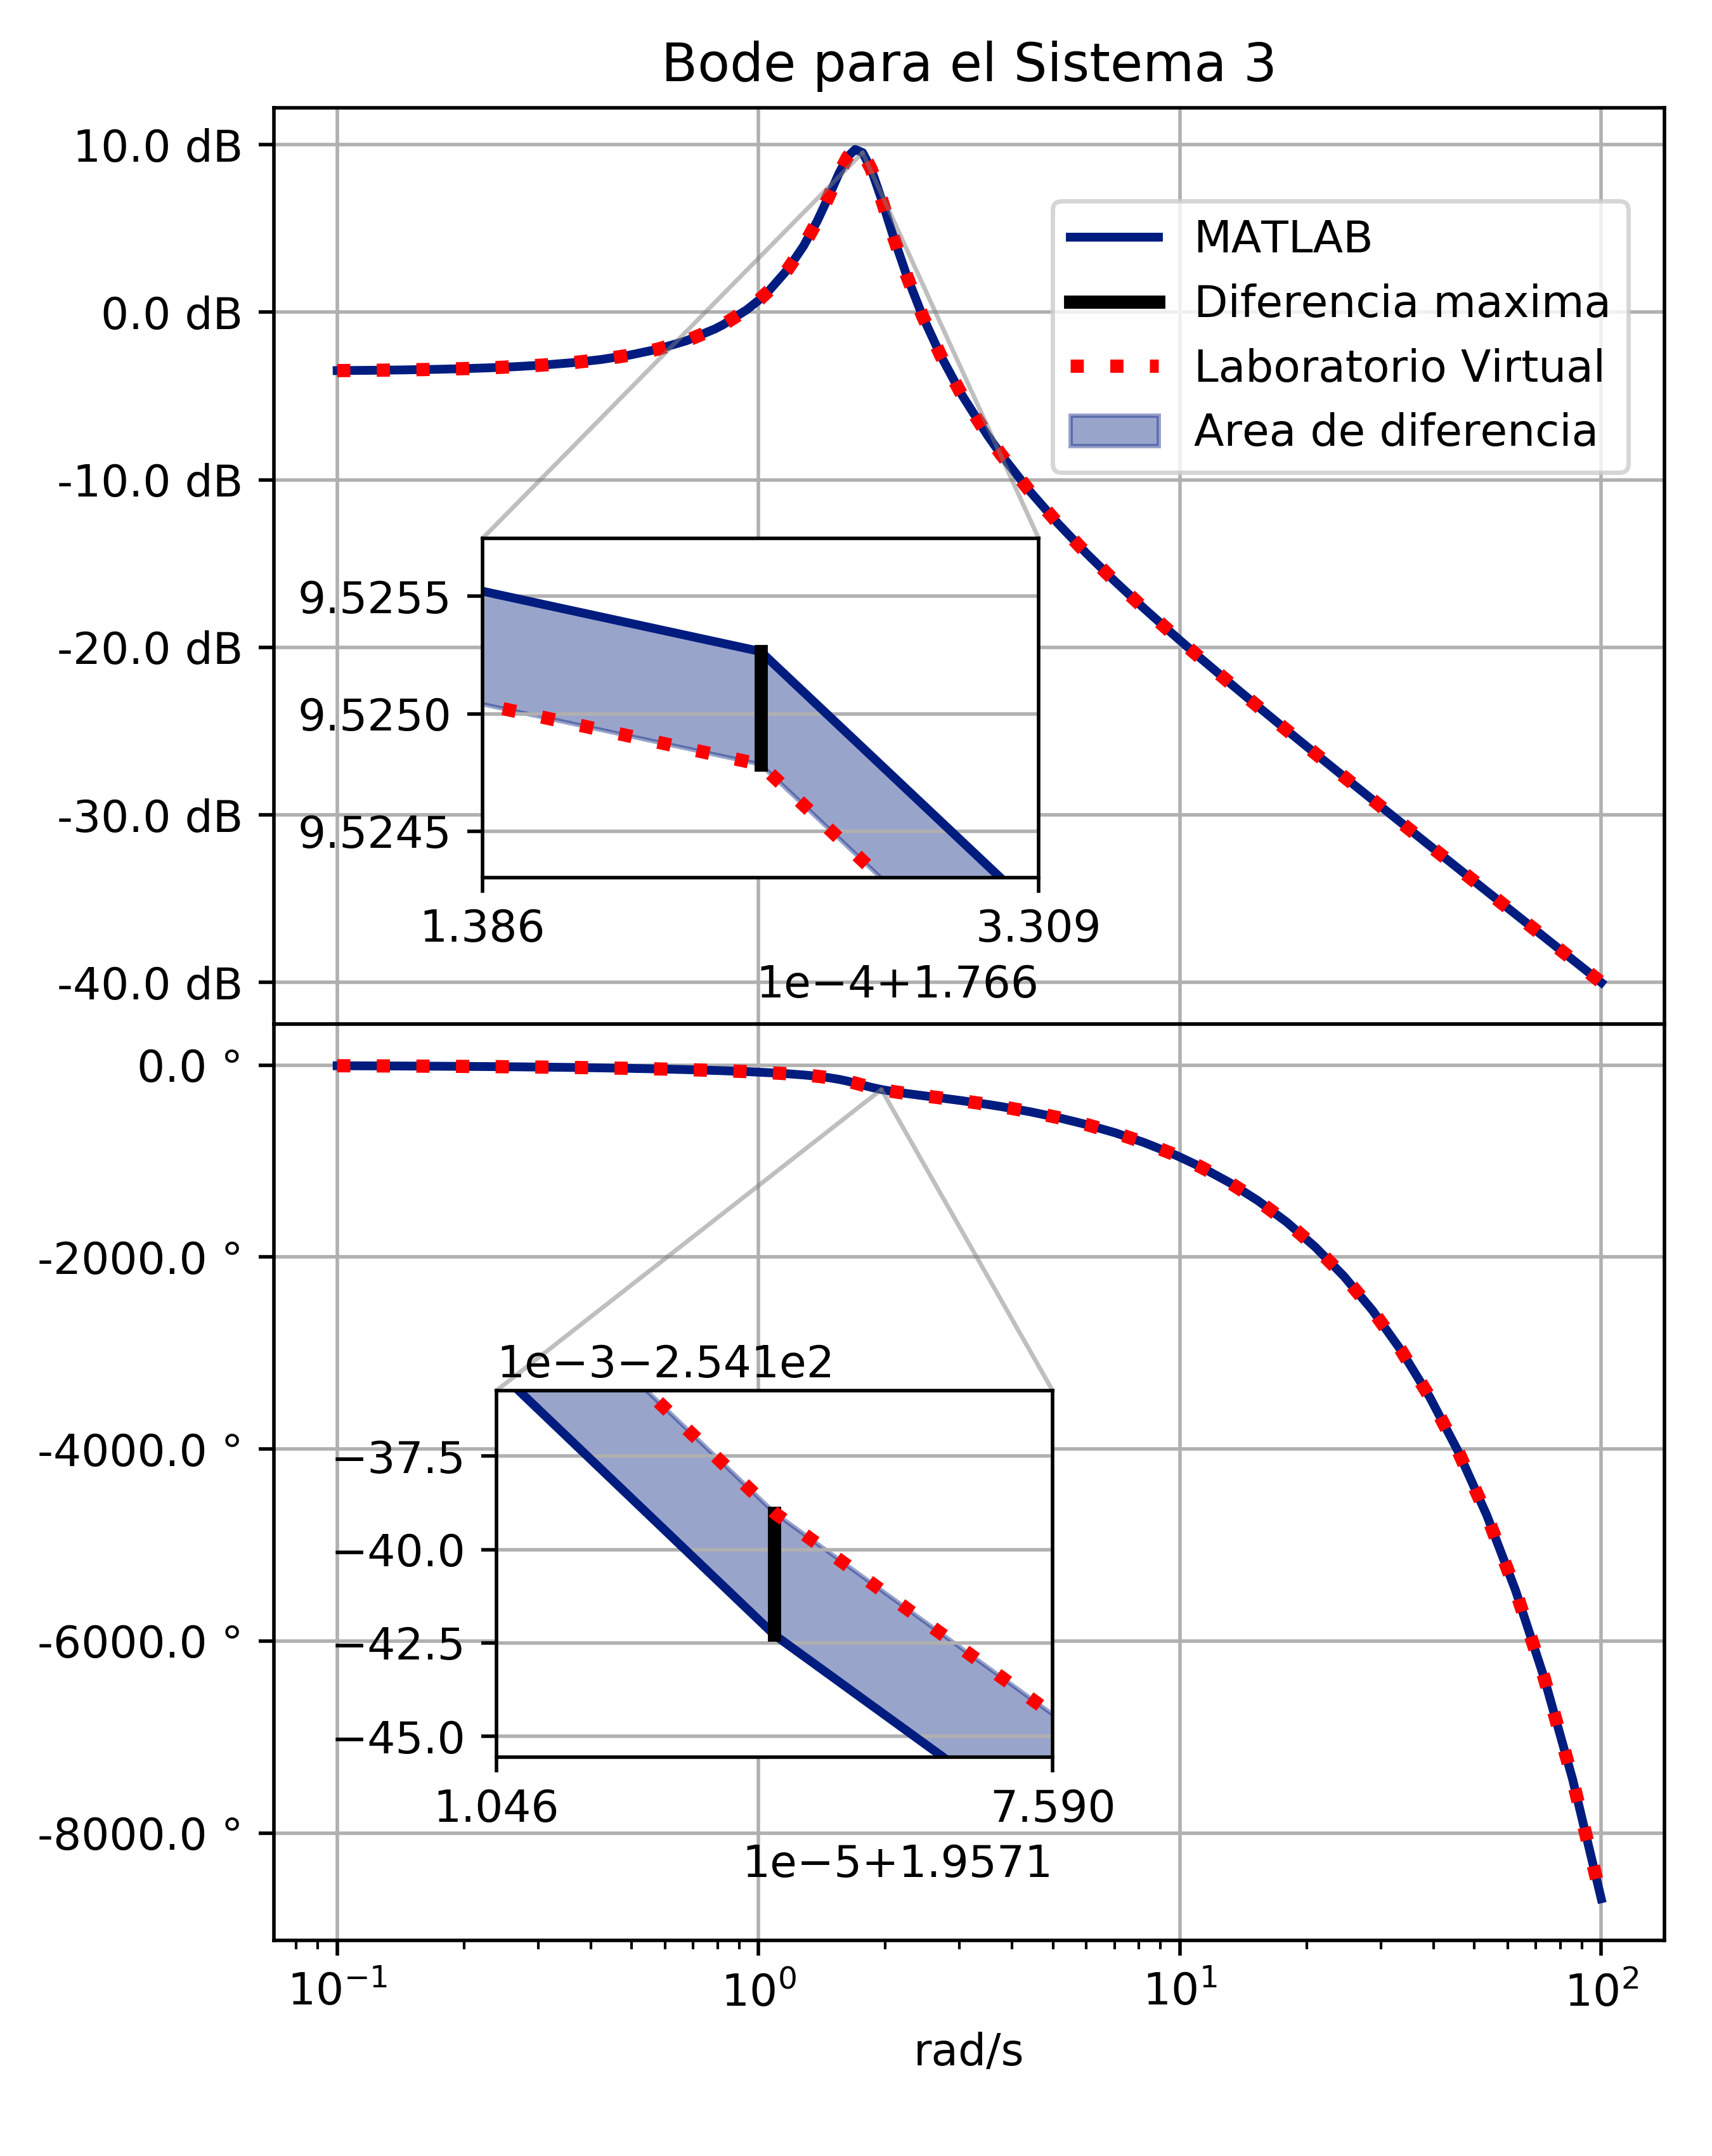 Bode para el Sistema 3
10.0 dB
0.0 dB
-10.0 dB
-20.0 dB
-30.0 dB
-40.0 dB
MATLAB
Diferencia maxima
Laboratorio Virtual
Area de diferencia
9.5255
9.5250
9.5245
1.386
3.309
1e−4+1.766
0.0 °
-2000.0 °
-4000.0 °
-6000.0 °
-8000.0 °
1e−3−2.541e2
−37.5
−40.0
−42.5
−45.0
1.046
7.590
1e−5+1.9571
10⁻¹
10⁰
10¹
10²
rad/s